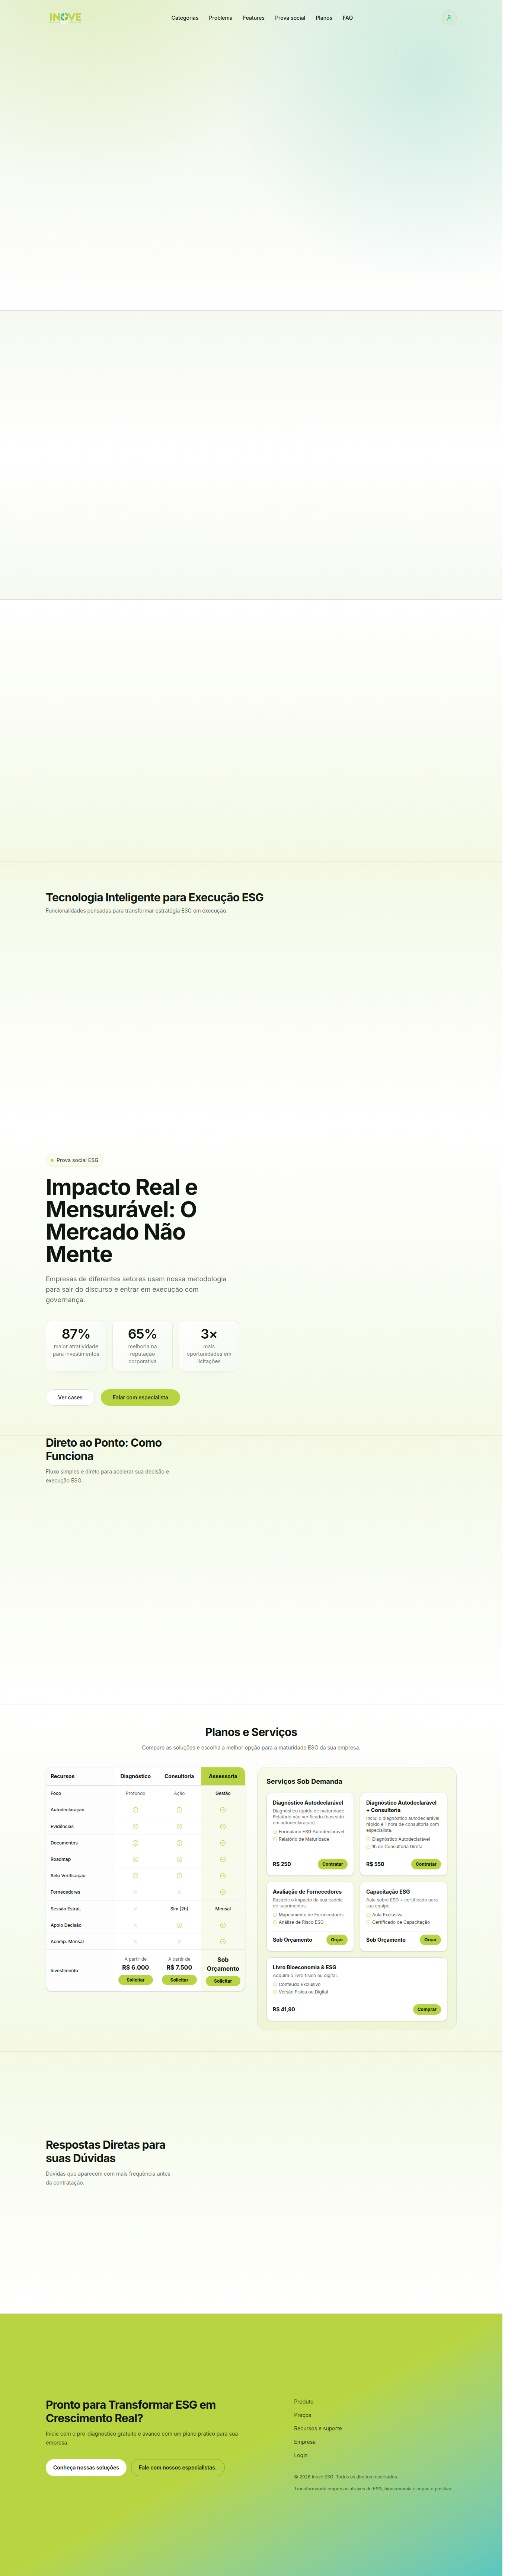 INOVE
Categorias Problema Features Prova social Planos FAQ
Tecnologia Inteligente para Execução ESG
Funcionalidades pensadas para transformar estratégia ESG em execução.
Prova social ESG
Impacto Real e
Mensurável: O
Mercado Não
Mente
Empresas de diferentes setores usam nossa metodologia
para sair do discurso e entrar em execução com
governança.
87%
maior atratividade
para investimentos
65%
melhoria na
reputação
corporativa
3×
mais
oportunidades em
licitações
Ver cases
Falar com especialista
Direto ao Ponto: Como
Funciona
Fluxo simples e direto para acelerar sua decisão e
execução ESG.
Planos e Serviços
Compare as soluções e escolha a melhor opção para a maturidade ESG da sua empresa.
Recursos Diagnóstico Consultoria Assessoria
Foco Profundo Ação Gestão
Autodeclaração
Evidências
Documentos
Roadmap
Selo Verificação
Fornecedores
Sessão Estrat. Sim (2h) Mensal
Apoio Decisão
Acomp. Mensal
Investimento
A partir de
R$ 6.000
Solicitar
A partir de
R$ 7.500
Solicitar
Sob
Orçamento
Solicitar
Serviços Sob Demanda
Diagnóstico Autodeclarável
Diagnóstico rápido de maturidade.
Relatório não verificável (baseado
em autodeclaração).
Formulário ESG Autodeclarável
Relatório de Maturidade
R$ 250
Contratar
Diagnóstico Autodeclarável
+ Consultoria
Inclui o diagnóstico autodeclarável
rápido e 1 hora de consultoria com
especialista.
Diagnóstico Autodeclarável
1h de Consultoria Direta
R$ 550
Contratar
Avaliação de Fornecedores
Rastreie o impacto da sua cadeia
de suprimentos.
Mapeamento de Fornecedores
Análise de Risco ESG
Sob Orçamento
Orçar
Capacitação ESG
Aula sobre ESG + certificado para
sua equipe.
Aula Exclusiva
Certificado de Capacitação
Sob Orçamento
Orçar
Livro Bioeconomia & ESG
Adquira o livro físico ou digital.
Conteúdo Exclusivo
Versão Física ou Digital
R$ 41,90
Comprar
Respostas Diretas para
suas Dúvidas
Dúvidas que aparecem com mais frequência antes
da contratação.
Pronto para Transformar ESG em
Crescimento Real?
Inicie com o pré-diagnóstico gratuito e avance com um plano prático para sua
empresa.
Conheça nossas soluções
Fale com nossos especialistas.
Produto
Preços
Recursos e suporte
Empresa
Login
© 2026 Inove ESG. Todos os direitos reservados.
Transformando empresas através de ESG, bioeconomia e impacto positivo.